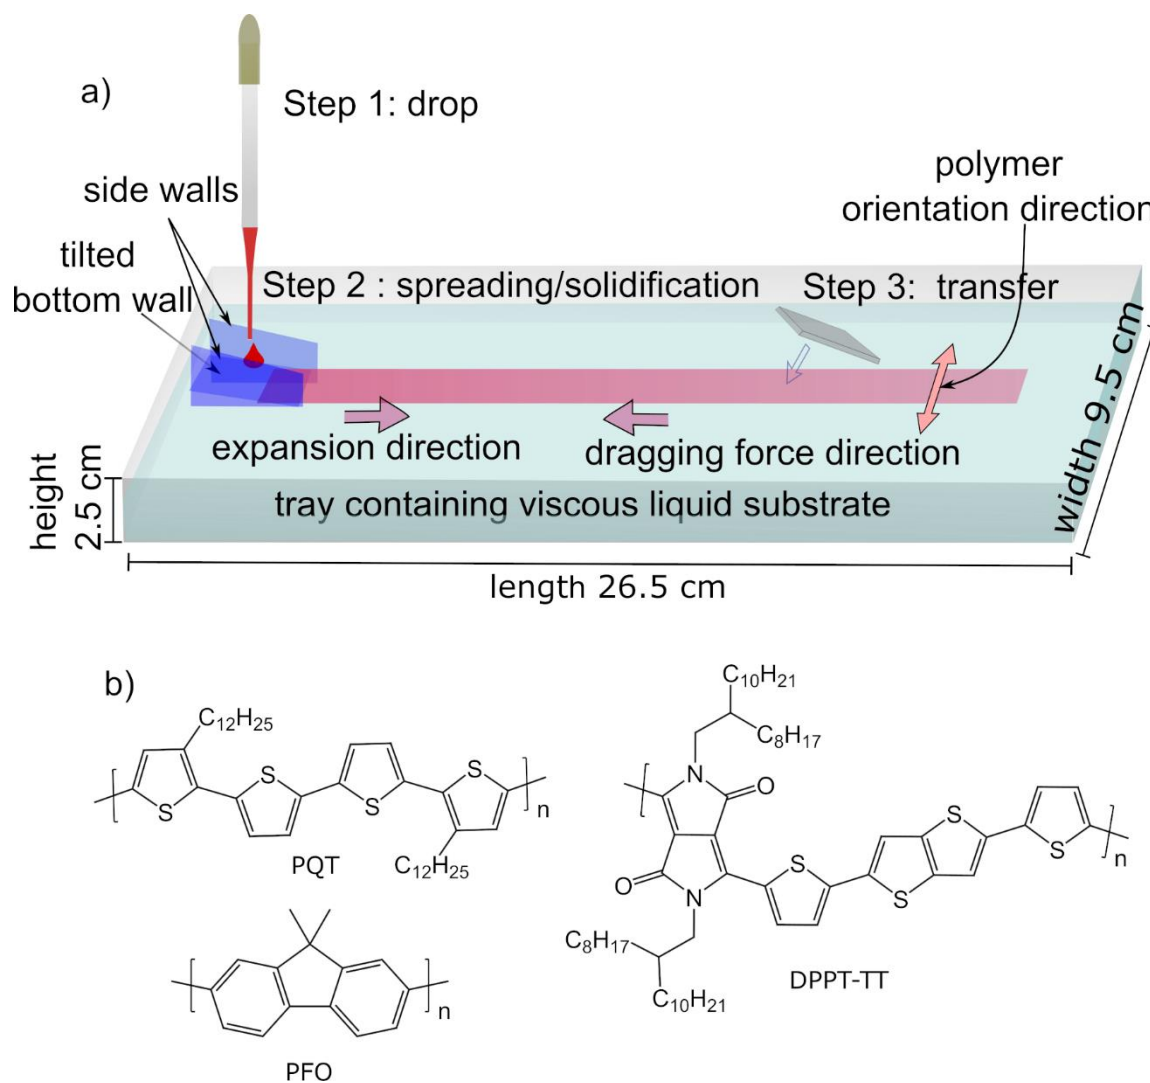 a)
Step 1: drop
side walls
tilted
bottom wall
polymer
orientation direction
Step 2 : spreading/solidification
Step 3: transfer
expansion direction
dragging force direction
tray containing viscous liquid substrate
height
2.5 cm
width 9.5 cm
length 26.5 cm
b)
C₁₂H₂₅
S
S
S
S
n
C₁₂H₂₅
PQT
n
PFO
C₁₀H₂₁
C₈H₁₇
N
O
O
N
S
S
S
S
n
C₈H₁₇
C₁₀H₂₁
DPPT-TT